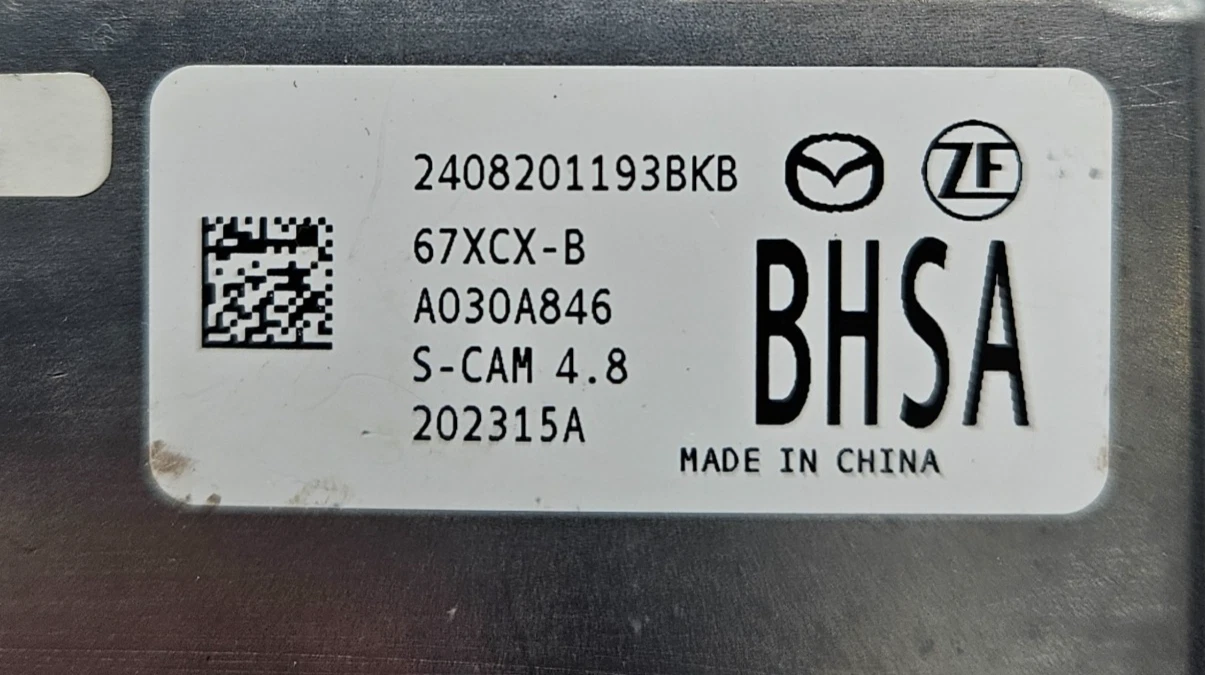 2408201193BKB
ZF
67XCX-B
A030A846
S-CAM 4.8
202315A
BHSA
MADE IN CHINA